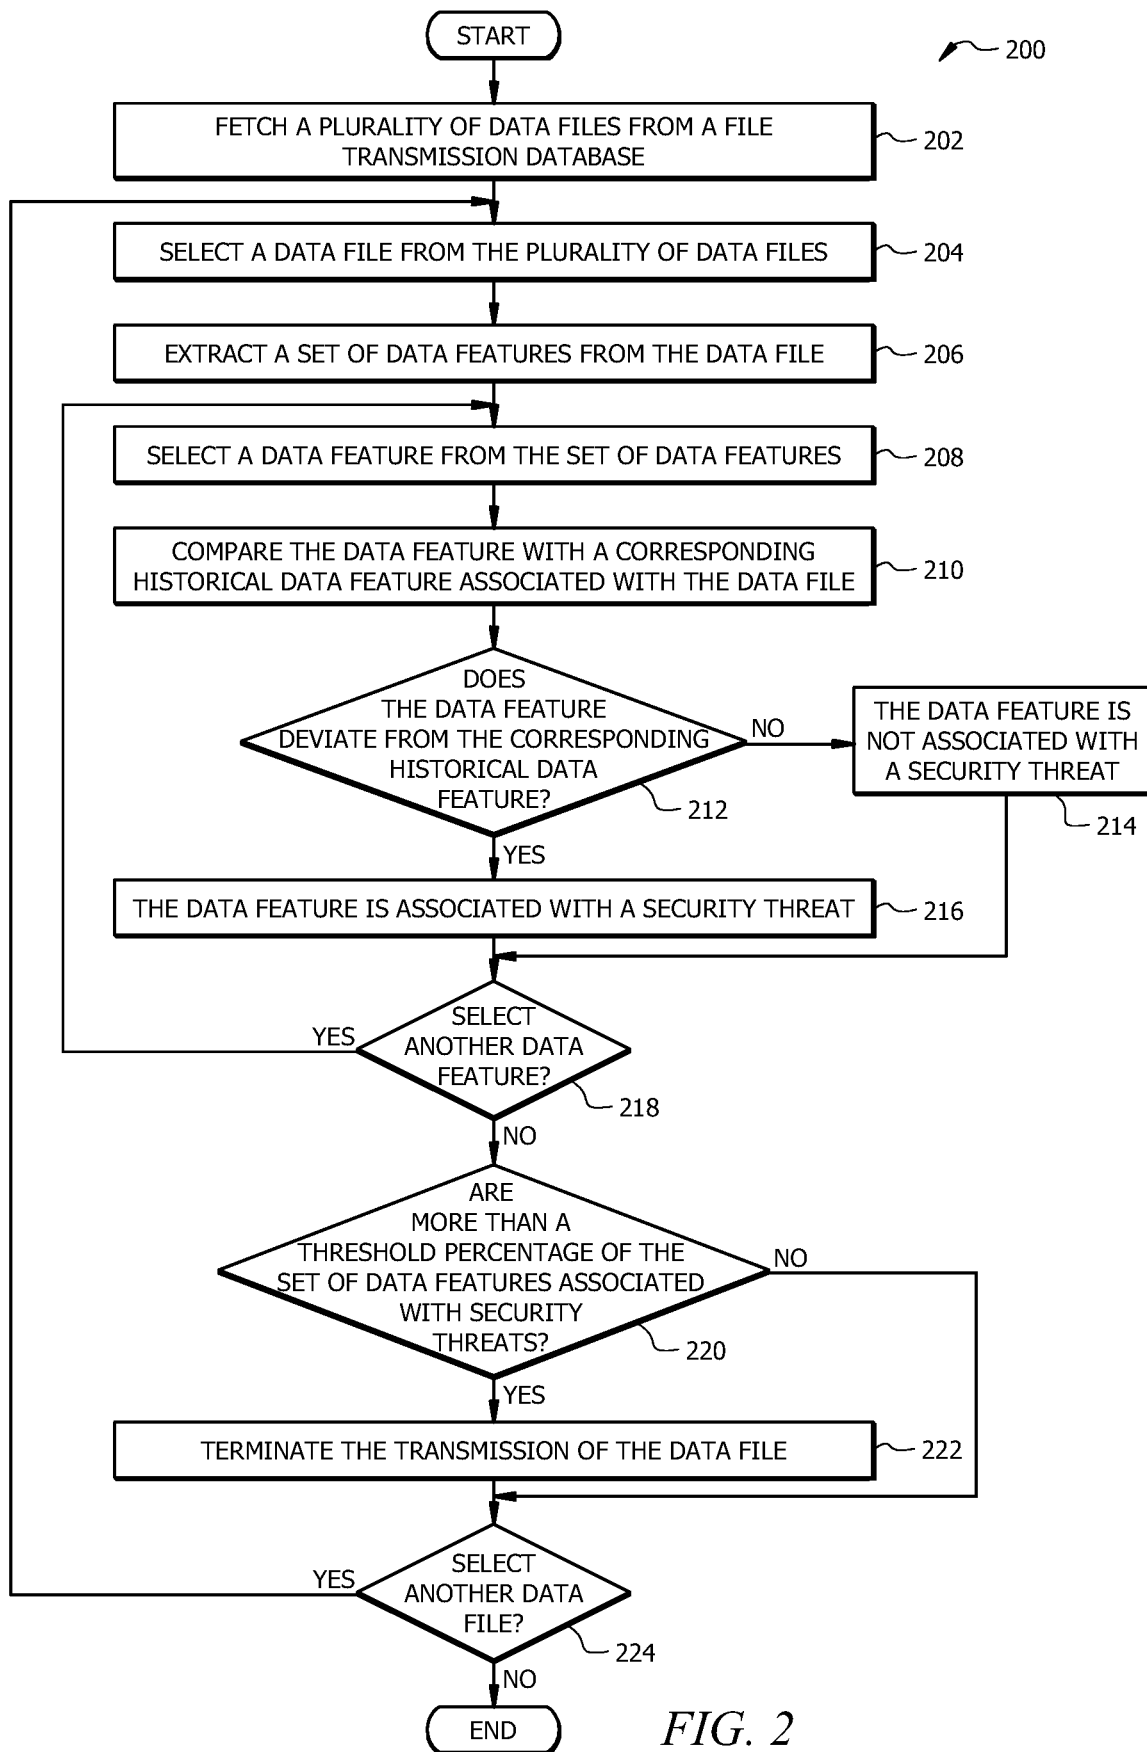 START
200
FETCH A PLURALITY OF DATA FILES FROM A FILE
TRANSMISSION DATABASE
202
SELECT A DATA FILE FROM THE PLURALITY OF DATA FILES
204
EXTRACT A SET OF DATA FEATURES FROM THE DATA FILE
206
SELECT A DATA FEATURE FROM THE SET OF DATA FEATURES
208
COMPARE THE DATA FEATURE WITH A CORRESPONDING
HISTORICAL DATA FEATURE ASSOCIATED WITH THE DATA FILE
210
DOES
THE DATA FEATURE
DEVIATE FROM THE CORRESPONDING
HISTORICAL DATA
FEATURE?
212
NO
THE DATA FEATURE IS
NOT ASSOCIATED WITH
A SECURITY THREAT
214
YES
THE DATA FEATURE IS ASSOCIATED WITH A SECURITY THREAT
216
SELECT
ANOTHER DATA
FEATURE?
YES
218
NO
ARE
MORE THAN A
THRESHOLD PERCENTAGE OF THE
SET OF DATA FEATURES ASSOCIATED
WITH SECURITY
THREATS?
NO
220
YES
TERMINATE THE TRANSMISSION OF THE DATA FILE
222
SELECT
ANOTHER DATA
FILE?
YES
224
NO
END
FIG. 2